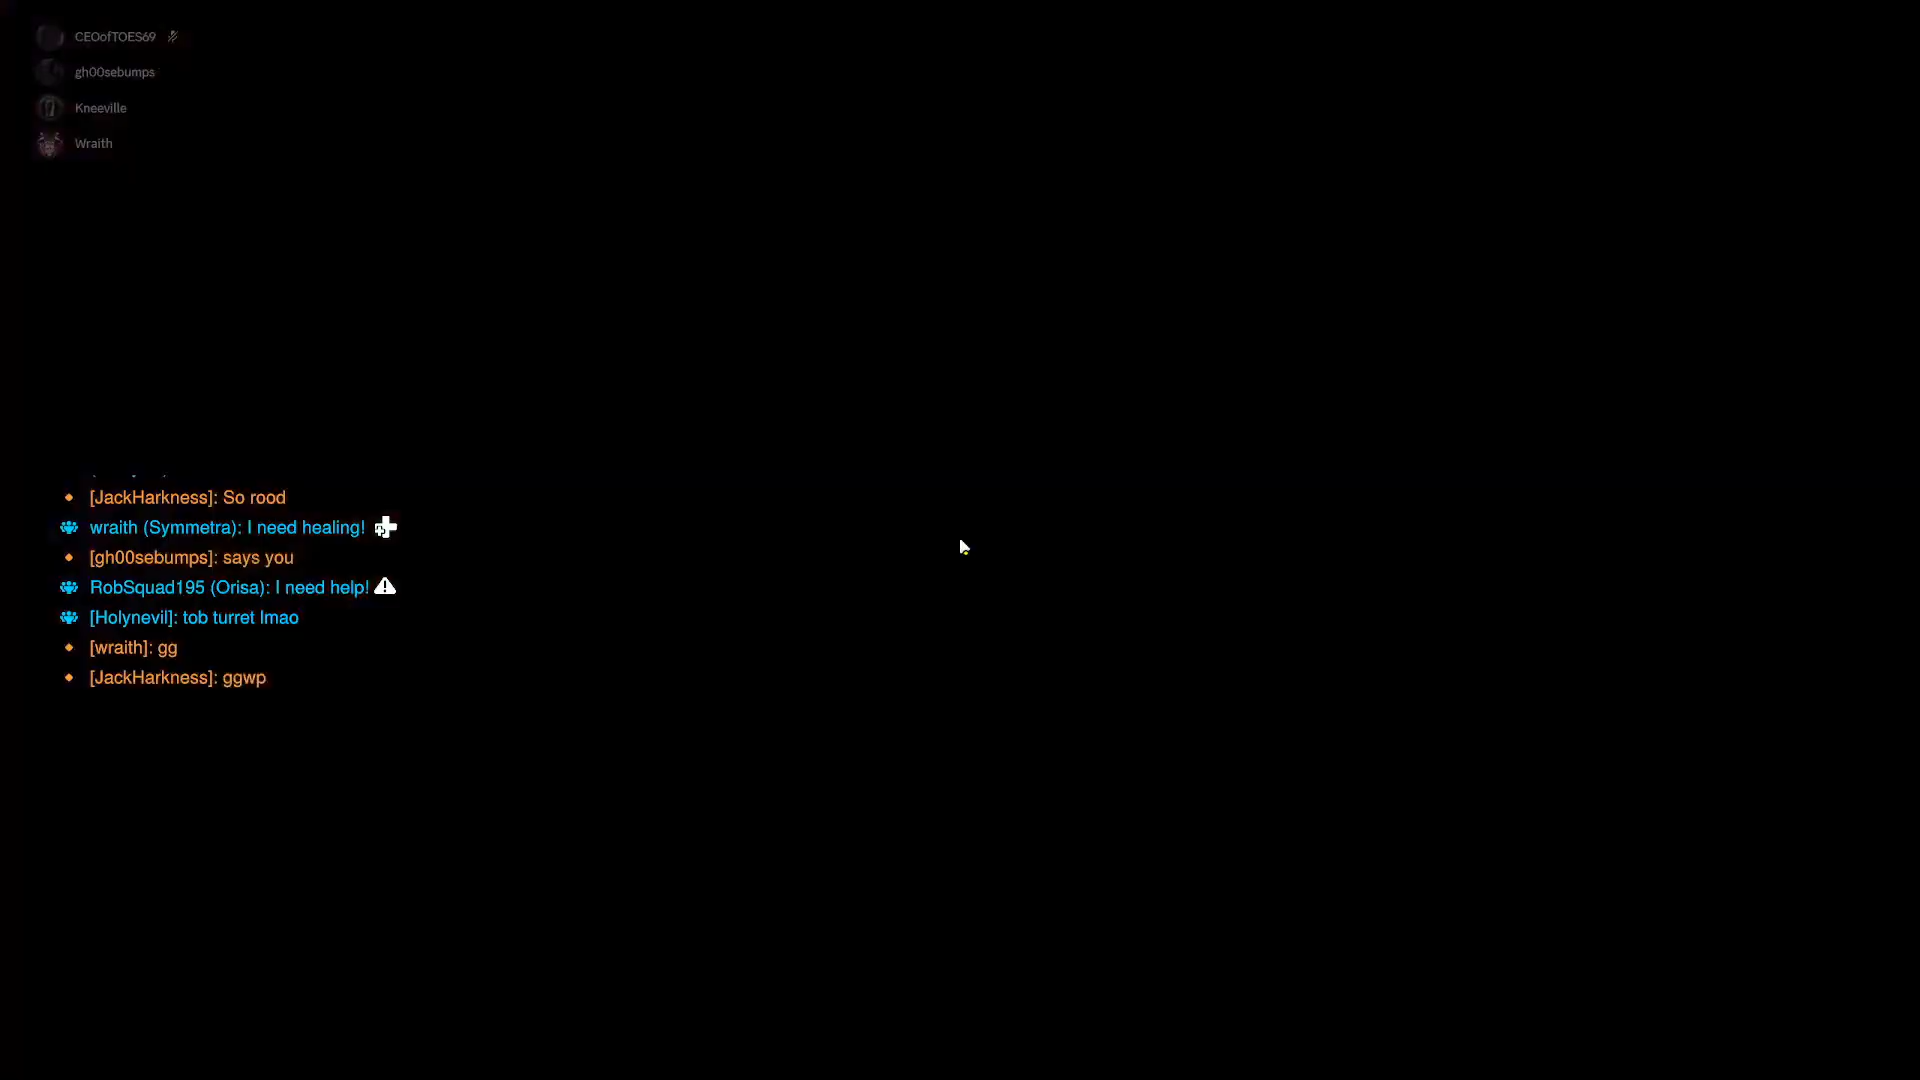 CEOofTOES69
gh00sebumps
Kneeville
Wraith
[JackHarkness]: So rood
wraith (Symmetra): I need healing!
[gh00sebumps]: says you
RobSquad195 (Orisa): I need help!
[Holynevil]: tob turret lmao
[wraith]: gg
[JackHarkness]: ggwp